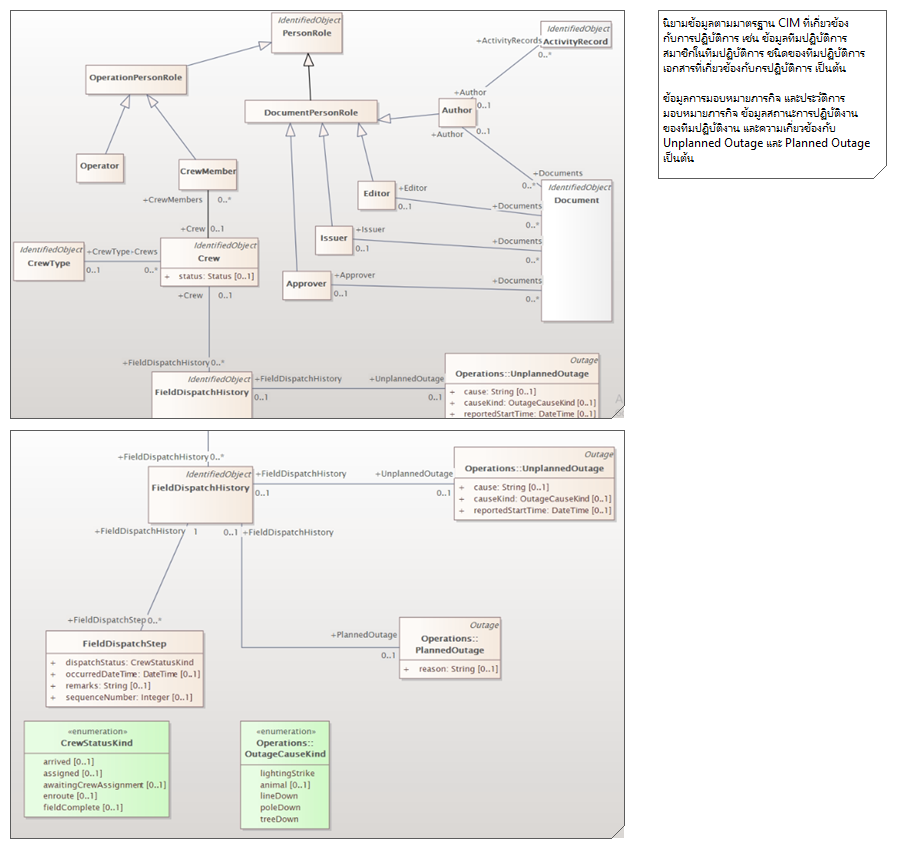 IdentifiedObject
PersonRole
IdentifiedObject
ActivityRecord
+ActivityRecords
0..*
OperationPersonRole
+Author
0..1
DocumentPersonRole
Author
+Author
0..1
Operator
CrewMember
+CrewMembers
0..*
Editor
+Editor
0..1
+Documents
0..*
IdentifiedObject
Document
+Documents
0..*
+Crew
0..1
Issuer
+Issuer
0..1
+Documents
0..*
IdentifiedObject
CrewType
+CrewType
+Crews
0..1
0..*
IdentifiedObject
Crew
+ status: Status [0..1]
+Crew
0..1
Approver
+Approver
0..1
+Documents
0..*
+FieldDispatchHistory
0..*
IdentifiedObject
FieldDispatchHistory
+FieldDispatchHistory
0..1
+UnplannedOutage
0..1
Outage
Operations::UnplannedOutage
+ cause: String [0..1]
+ causeKind: OutageCauseKind [0..1]
+ reportedStartTime: DateTime [0..1]
A
นิยามข้อมูลตามมาตรฐาน CIM ที่เกี่ยวข้อง
กับการปฏิบัติการ เช่น ข้อมูลทีมปฏิบัติการ
สมาชิกในทีมปฏิบัติการ ชนิดของทีมปฏิบัติการ
เอกสารที่เกี่ยวข้องกับกรปฏิบัติการ เป็นต้น
ข้อมูลการมอบหมายภารกิจ และประวัติการ
มอบหมายภารกิจ ข้อมูลสถานะการปฏิบัติงาน
ของทีมปฏิบัติงาน และความเกี่ยวข้องกับ
Unplanned Outage และ Planned Outage
เป็นต้น
+FieldDispatchHistory
0..*
IdentifiedObject
FieldDispatchHistory
+FieldDispatchHistory
0..1
+UnplannedOutage
0..1
Outage
Operations::UnplannedOutage
+ cause: String [0..1]
+ causeKind: OutageCauseKind [0..1]
+ reportedStartTime: DateTime [0..1]
+FieldDispatchHistory
1
0..1
+FieldDispatchHistory
+FieldDispatchStep
0..*
FieldDispatchStep
+ dispatchStatus: CrewStatusKind
+ occurredDateTime: DateTime [0..1]
+ remarks: String [0..1]
+ sequenceNumber: Integer [0..1]
+PlannedOutage
0..1
Outage
Operations::
PlannedOutage
+ reason: String [0..1]
«enumeration»
CrewStatusKind
arrived [0..1]
assigned [0..1]
awaitingCrewAssignment [0..1]
enroute [0..1]
fieldComplete [0..1]
«enumeration»
Operations::
OutageCauseKind
lightingStrike
animal [0..1]
lineDown
poleDown
treeDown